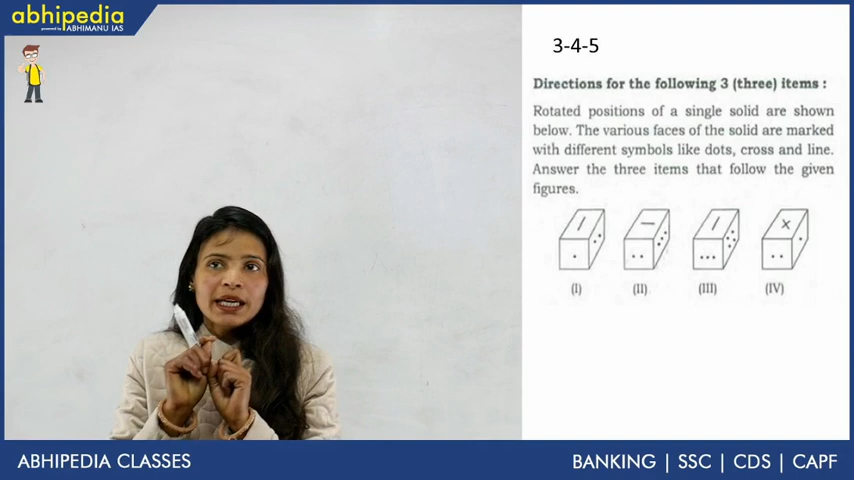 abhipedia
powered by ABHIMANU IAS
3-4-5
Directions for the following 3 (three) items :
Rotated positions of a single solid are shown
below. The various faces of the solid are marked
with different symbols like dots, cross and line.
Answer the three items that follow the given
figures.
(I) (II) (III) (IV)
ABHIPEDIA CLASSES
BANKING | SSC | CDS | CAPF